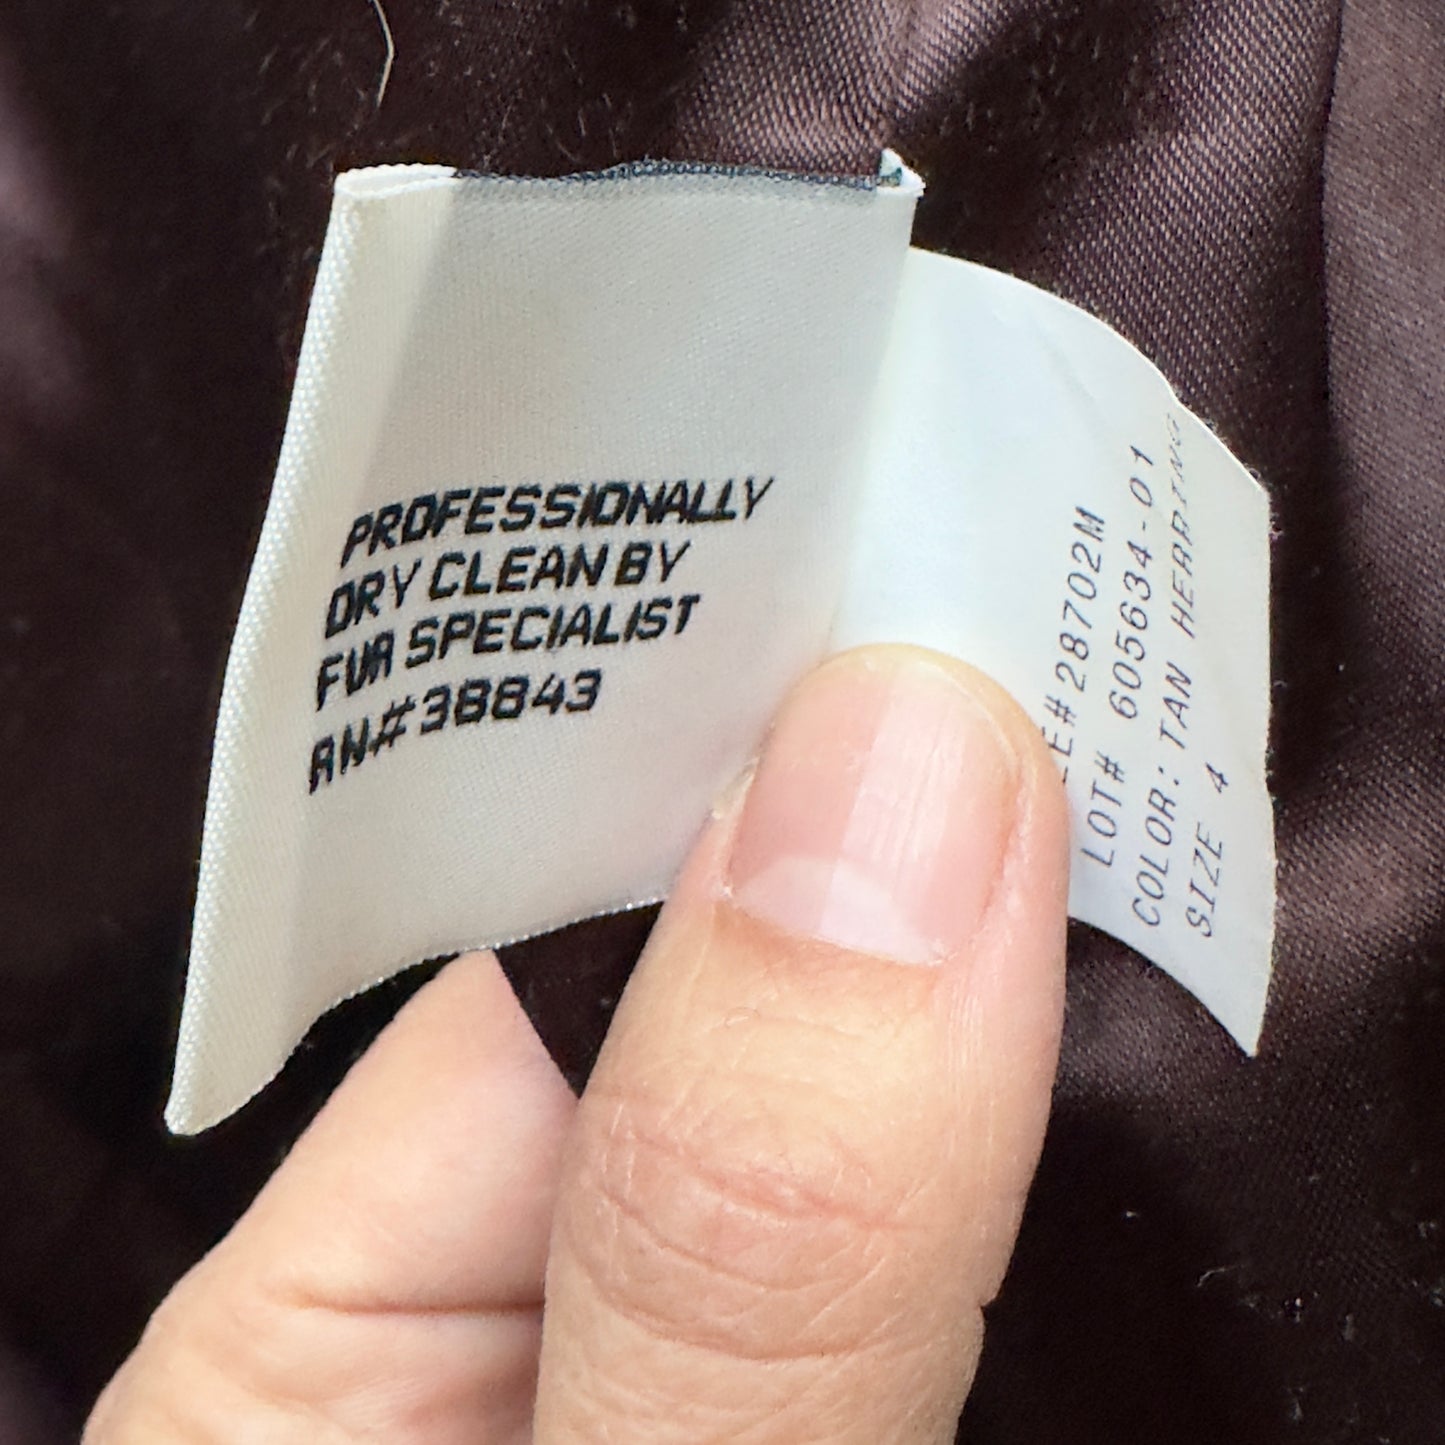 PROFESSIONALLY
DRY CLEAN BY
FUR SPECIALIST
RN#38843
E# 28702M
LOT# 605634-01
COLOR: TAN HERRING
SIZE 4